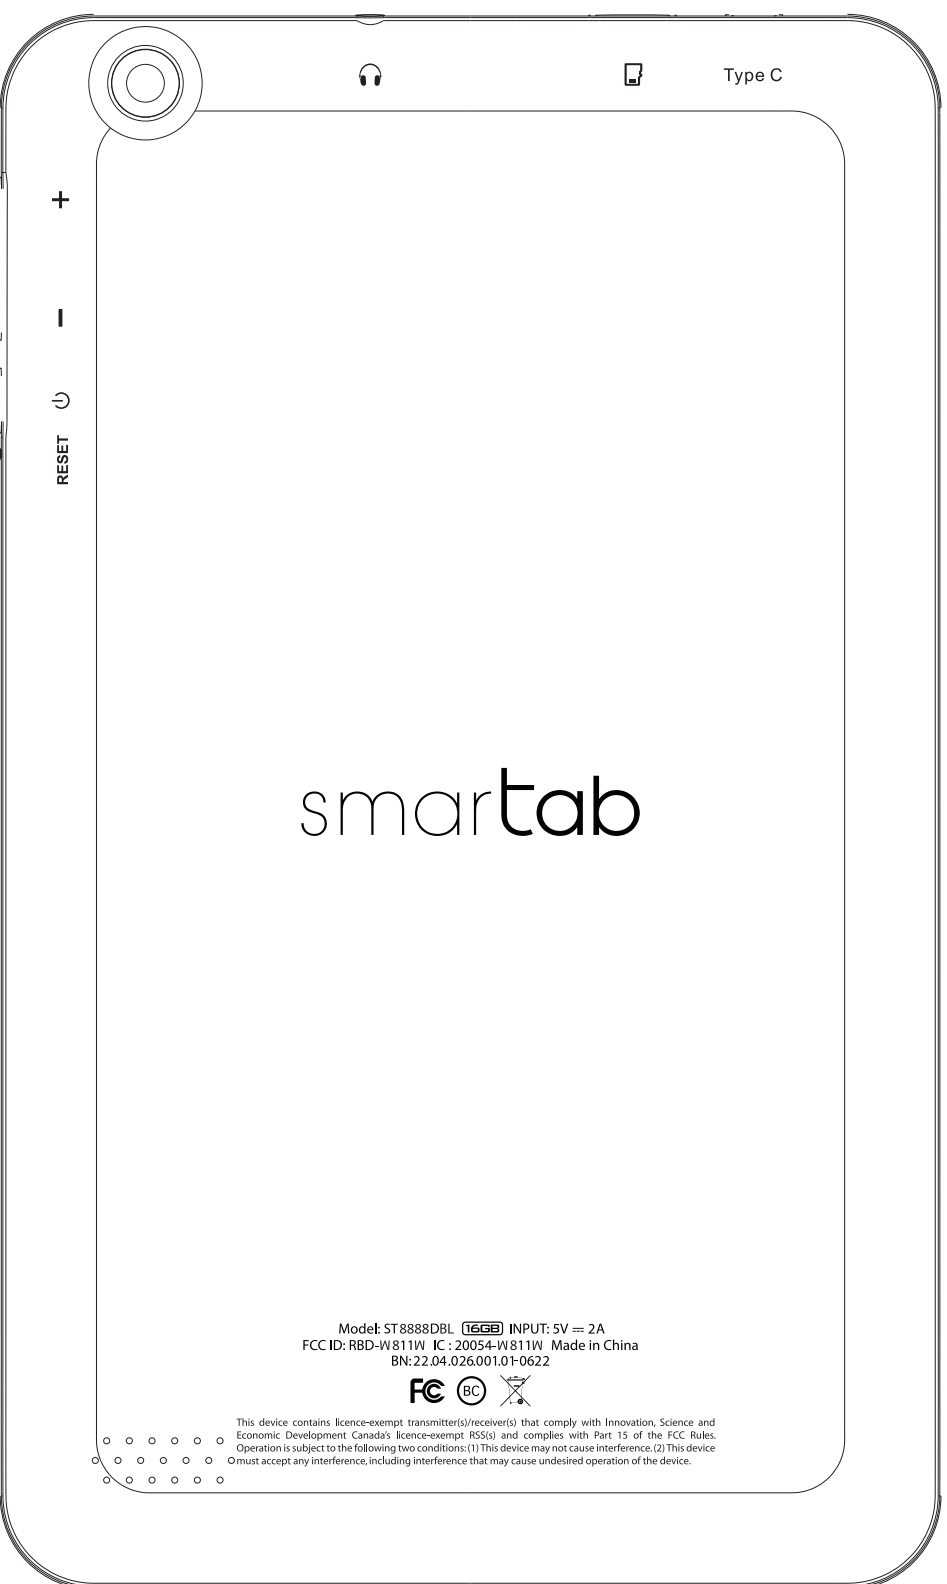 Type C
+
-
RESET
smartab
Model: ST8888DBL 16GB INPUT: 5V ⎓ 2A
FCC ID: RBD-W811W IC : 20054-W811W Made in China
BN:22.04.026.001.01-0622
FC BC
This device contains licence-exempt transmitter(s)/receiver(s) that comply with Innovation, Science and
Economic Development Canada's licence-exempt RSS(s) and complies with Part 15 of the FCC Rules.
Operation is subject to the following two conditions: (1) This device may not cause interference. (2) This device
must accept any interference, including interference that may cause undesired operation of the device.